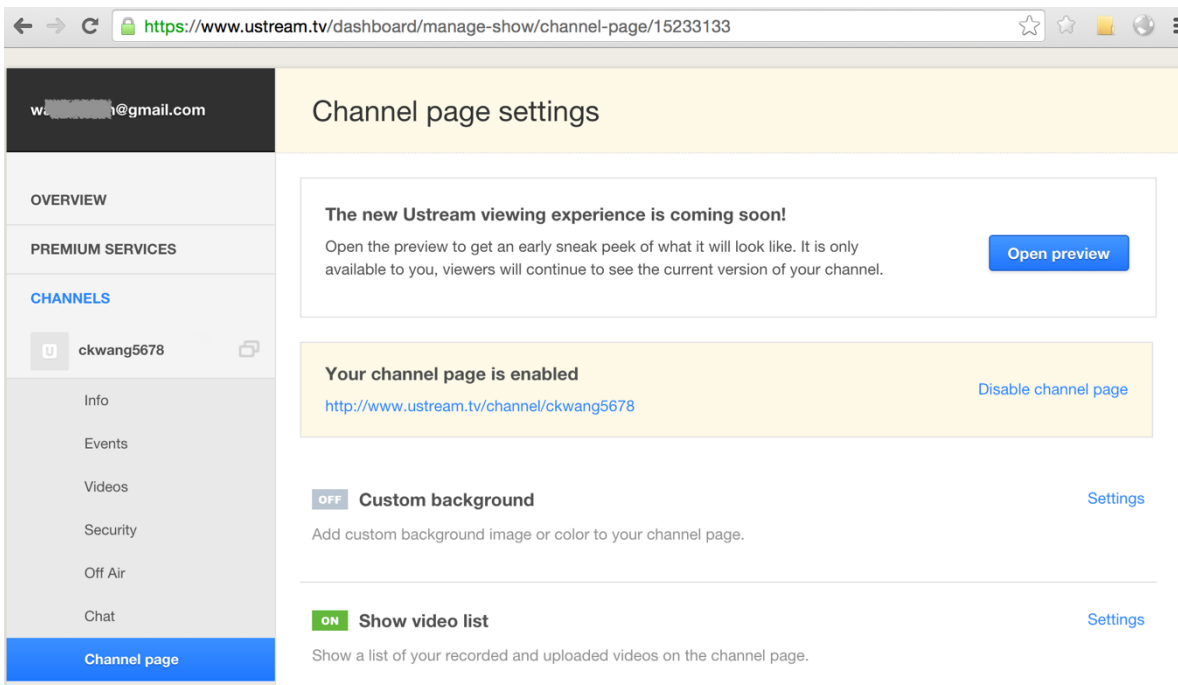 https://www.ustream.tv/dashboard/manage-show/channel-page/15233133
@gmail.com
Channel page settings
OVERVIEW
PREMIUM SERVICES
CHANNELS
U
ckwang5678
Info
Events
Videos
Security
Off Air
Chat
Channel page
The new Ustream viewing experience is coming soon!
Open the preview to get an early sneak peek of what it will look like. It is only
available to you, viewers will continue to see the current version of your channel.
Open preview
Your channel page is enabled
http://www.ustream.tv/channel/ckwang5678
Disable channel page
OFF Custom background
Settings
Add custom background image or color to your channel page.
ON Show video list
Settings
Show a list of your recorded and uploaded videos on the channel page.